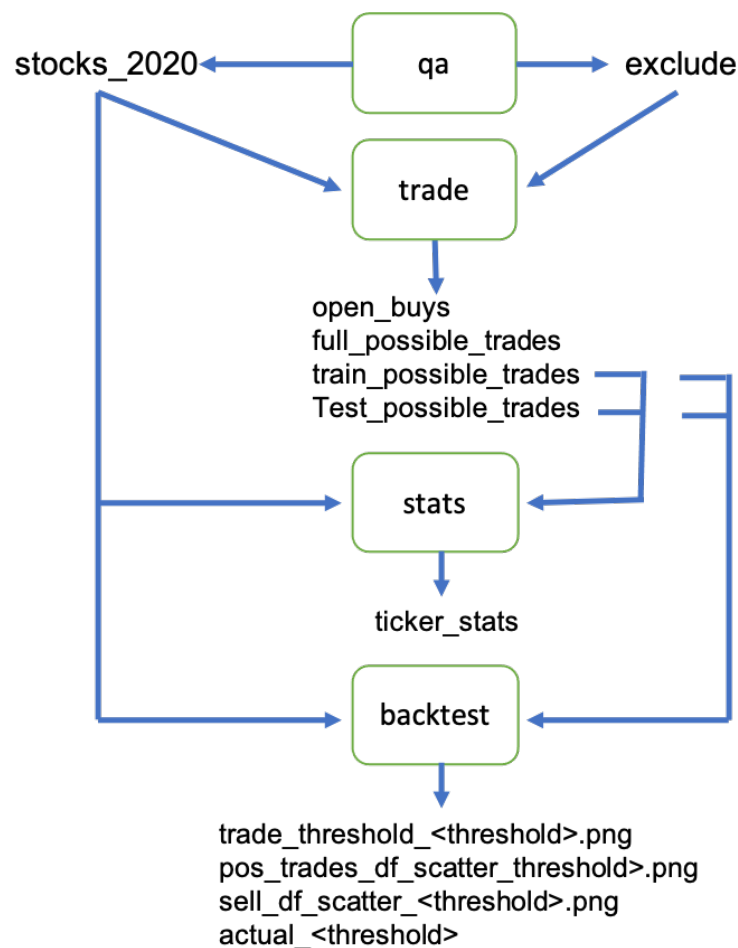 stocks_2020
qa
exclude
trade
open_buys
full_possible_trades
train_possible_trades
Test_possible_trades
stats
ticker_stats
backtest
trade_threshold_<threshold>.png
pos_trades_df_scatter_threshold>.png
sell_df_scatter_<threshold>.png
actual_<threshold>